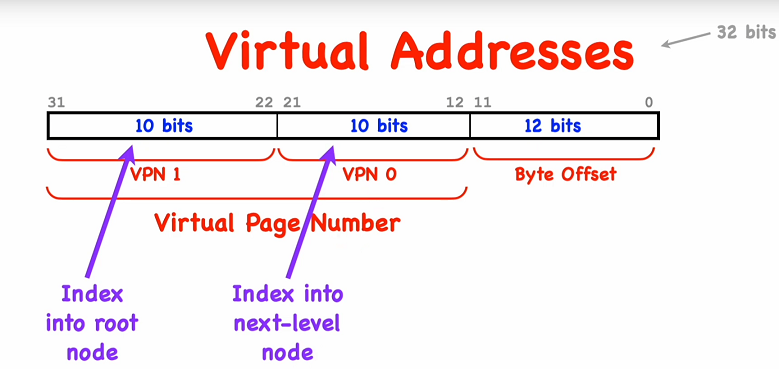 Virtual Addresses
32 bits
31 22 21 12 11 0
10 bits 10 bits 12 bits
VPN 1 VPN 0 Byte Offset
Virtual Page Number
Index Index into
into root next-level
node node